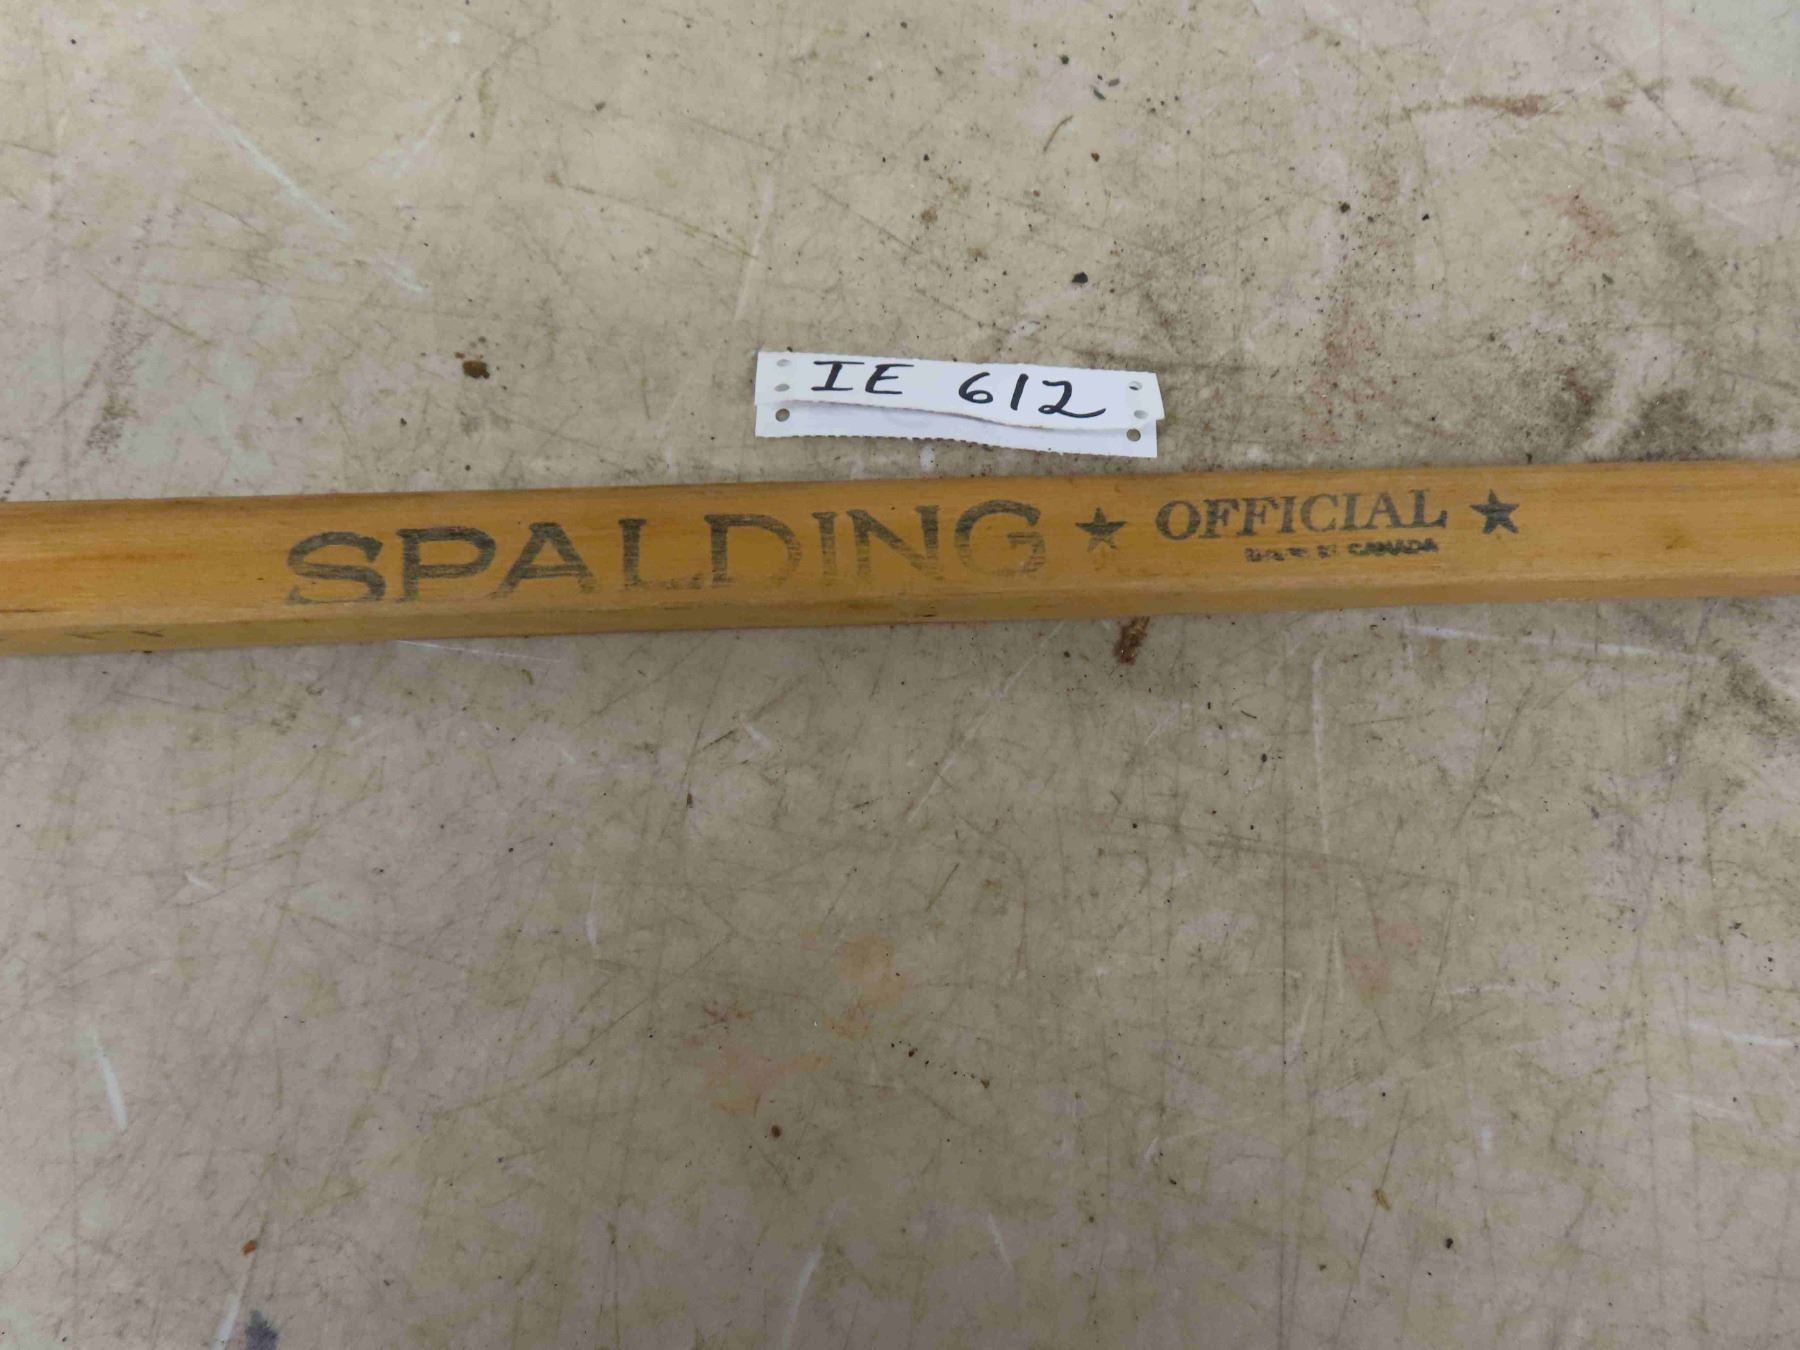 IE 612
SPALDING ★ OFFICIAL ★
CANADA